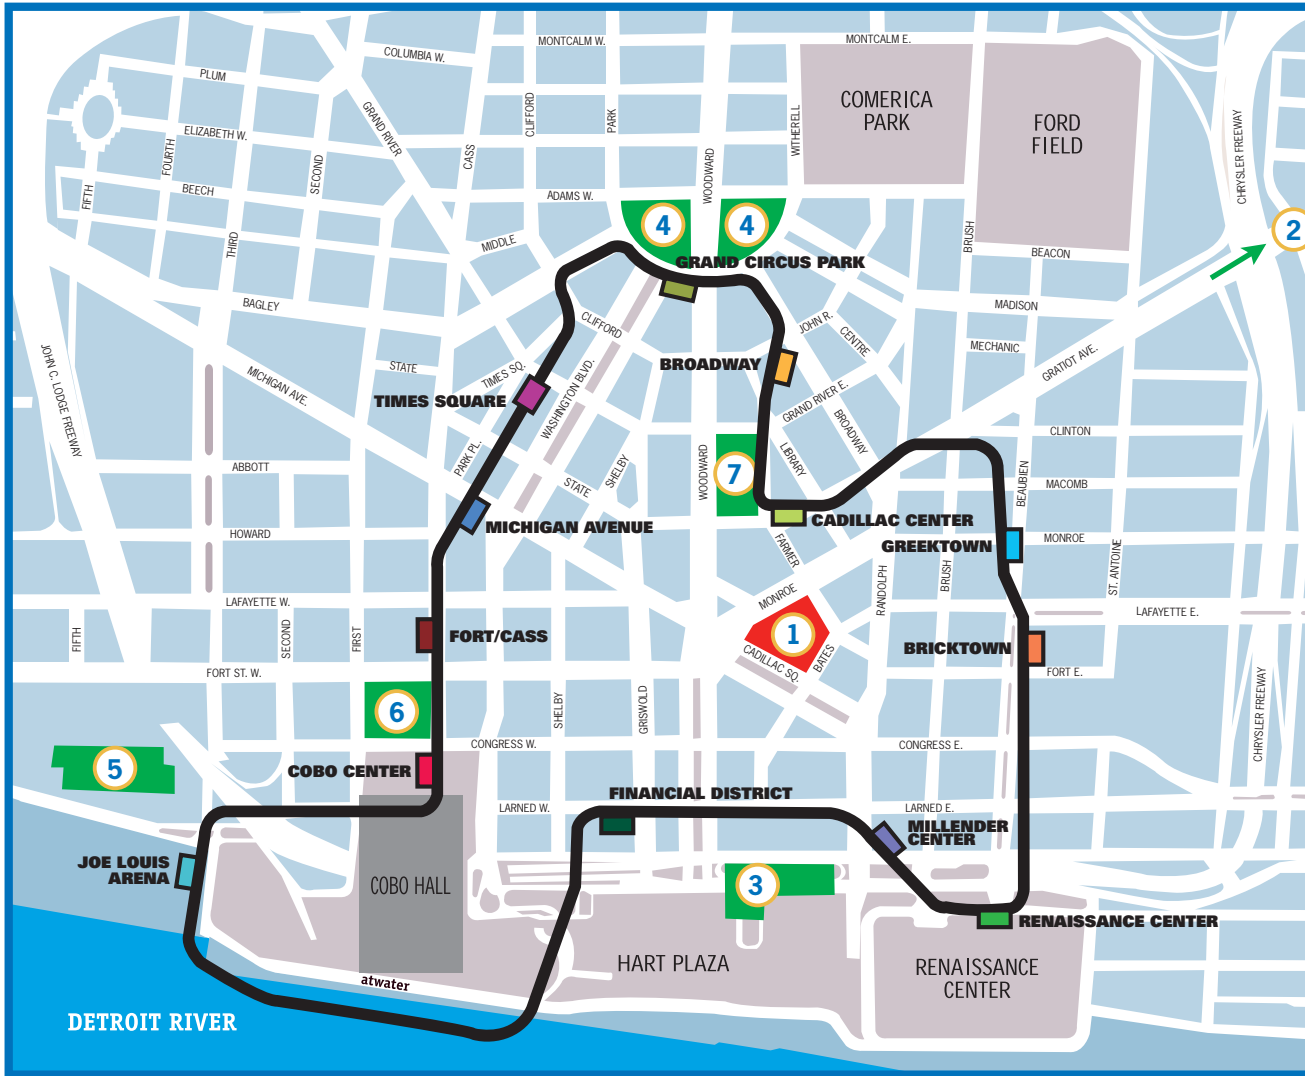 MONTCALM W.
MONTCALM E.
COLUMBIA W.
PLUM
GRAND RIVER
CLIFFORD
PARK
WITHERELL
COMERICA
PARK
FORD
FIELD
CHRYSLER FREEWAY
ELIZABETH W.
FOURTH
SECOND
CASS
WOODWARD
BEECH
FIFTH
ADAMS W.
4
4
2
THIRD
MIDDLE
BRUSH
BEACON
GRAND CIRCUS PARK
BAGLEY
MADISON
CLIFFORD
JOHN R.
CENTRE
MECHANIC
GRATIOT AVE.
JOHN C. LODGE FREEWAY
MICHIGAN AVE.
STATE
TIMES SQ.
WASHINGTON BLVD.
BROADWAY
TIMES SQUARE
GRAND RIVER E.
BROADWAY
CLINTON
ABBOTT
PARK PL.
STATE
SHELBY
WOODWARD
7
LIBRARY
BEAUBIEN
MACOMB
MICHIGAN AVENUE
CADILLAC CENTER
HOWARD
FARMER
GREEKTOWN
MONROE
RANDOLPH
BRUSH
ST. ANTOINE
LAFAYETTE W.
MONROE
LAFAYETTE E.
FIFTH
SECOND
FIRST
FORT/CASS
1
CADILLAC SQ.
BATES
BRICKTOWN
FORT ST. W.
FORT E.
6
SHELBY
GRISWOLD
CHRYSLER FREEWAY
CONGRESS W.
CONGRESS E.
5
COBO CENTER
FINANCIAL DISTRICT
LARNED W.
LARNED E.
MILLENDER
CENTER
JOE LOUIS
ARENA
COBO HALL
3
RENAISSANCE CENTER
HART PLAZA
RENAISSANCE
CENTER
atwater
DETROIT RIVER